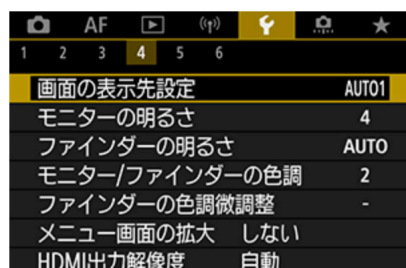 AF
1 2 3 4 5 6
画面の表示先設定 AUTO1
モニターの明るさ 4
ファインダーの明るさ AUTO
モニター/ファインダーの色調 2
ファインダーの色調微調整 -
メニュー画面の拡大 しない
HDMI出力解像度 自動